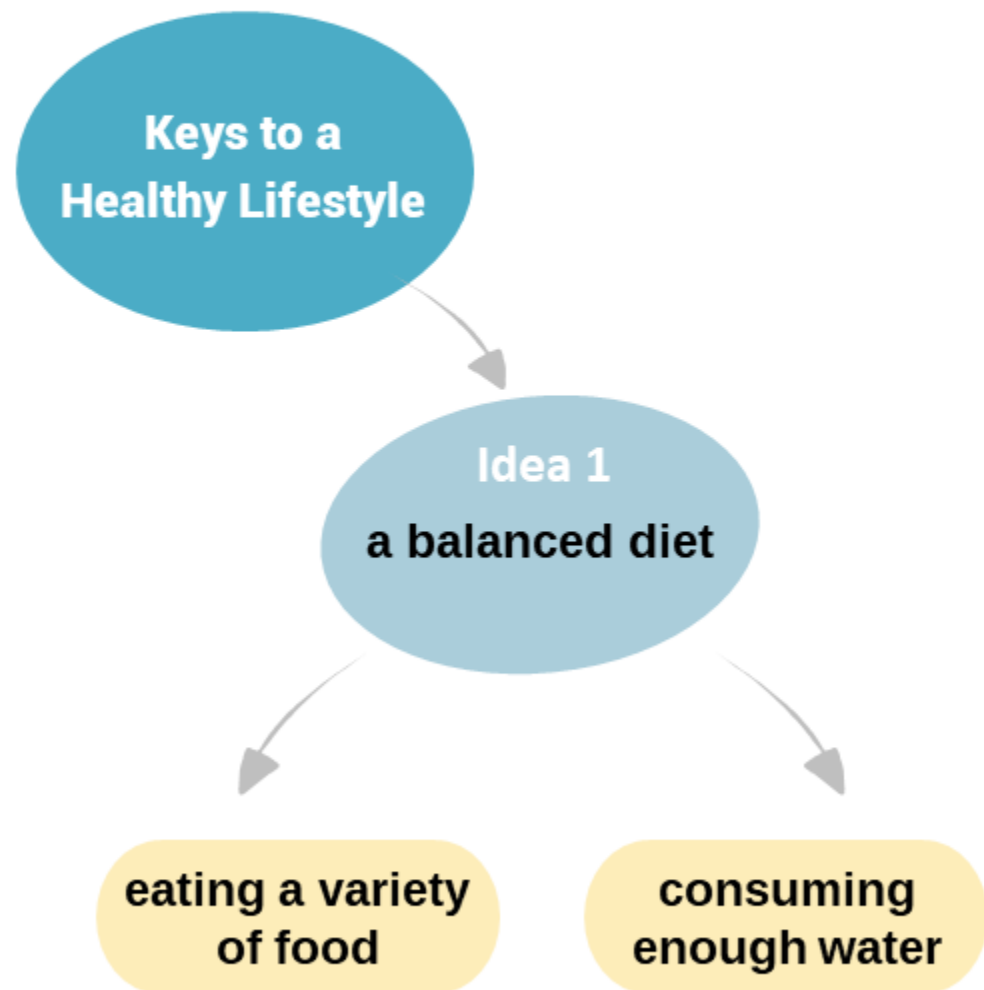 Keys to a
Healthy Lifestyle
Idea 1
a balanced diet
eating a variety
of food
consuming
enough water